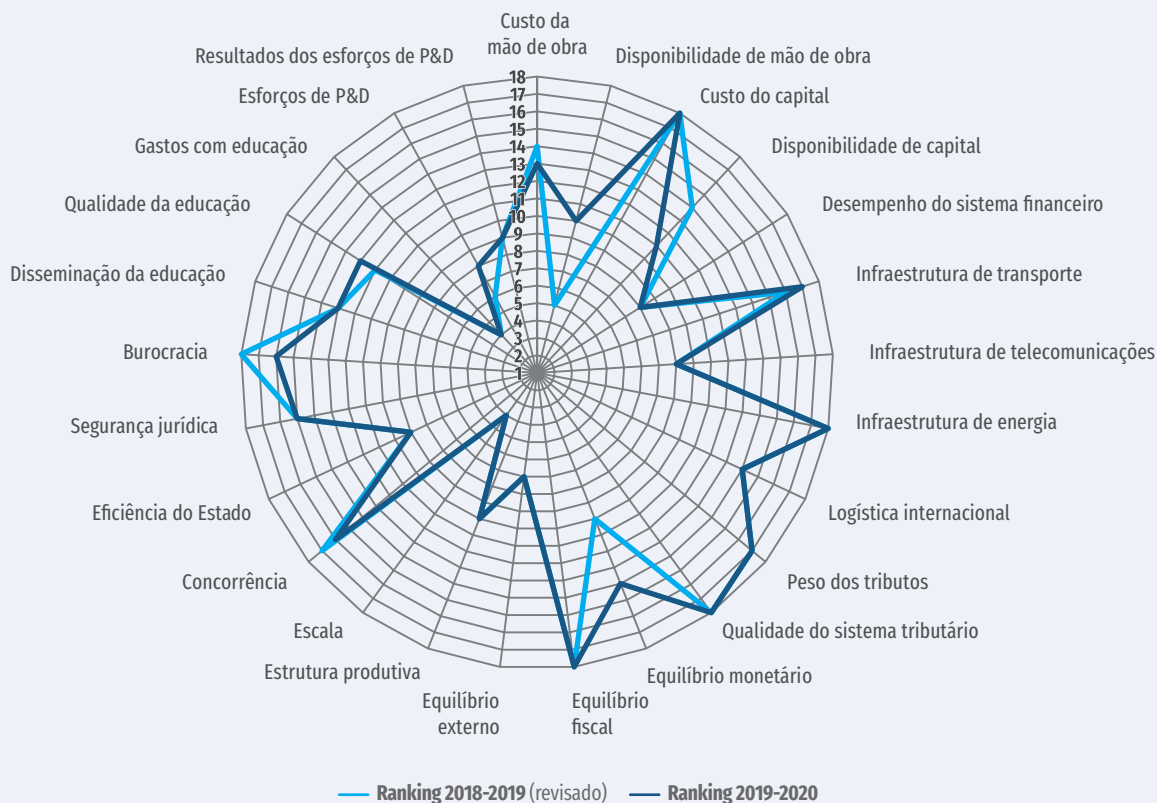 Custo da
mão de obra
Disponibilidade de mão de obra
Custo do capital
Disponibilidade de capital
Desempenho do sistema financeiro
Infraestrutura de transporte
Infraestrutura de telecomunicações
Infraestrutura de energia
Logística internacional
Peso dos tributos
Qualidade do sistema tributário
Equilíbrio monetário
Equilíbrio
fiscal
Equilíbrio
externo
Estrutura produtiva
Escala
Concorrência
Eficiência do Estado
Segurança jurídica
Burocracia
Disseminação da educação
Qualidade da educação
Gastos com educação
Esforços de P&D
Resultados dos esforços de P&D
18
17
16
15
14
13
12
11
10
9
8
7
6
5
4
3
2
1
Ranking 2018-2019 (revisado)
Ranking 2019-2020